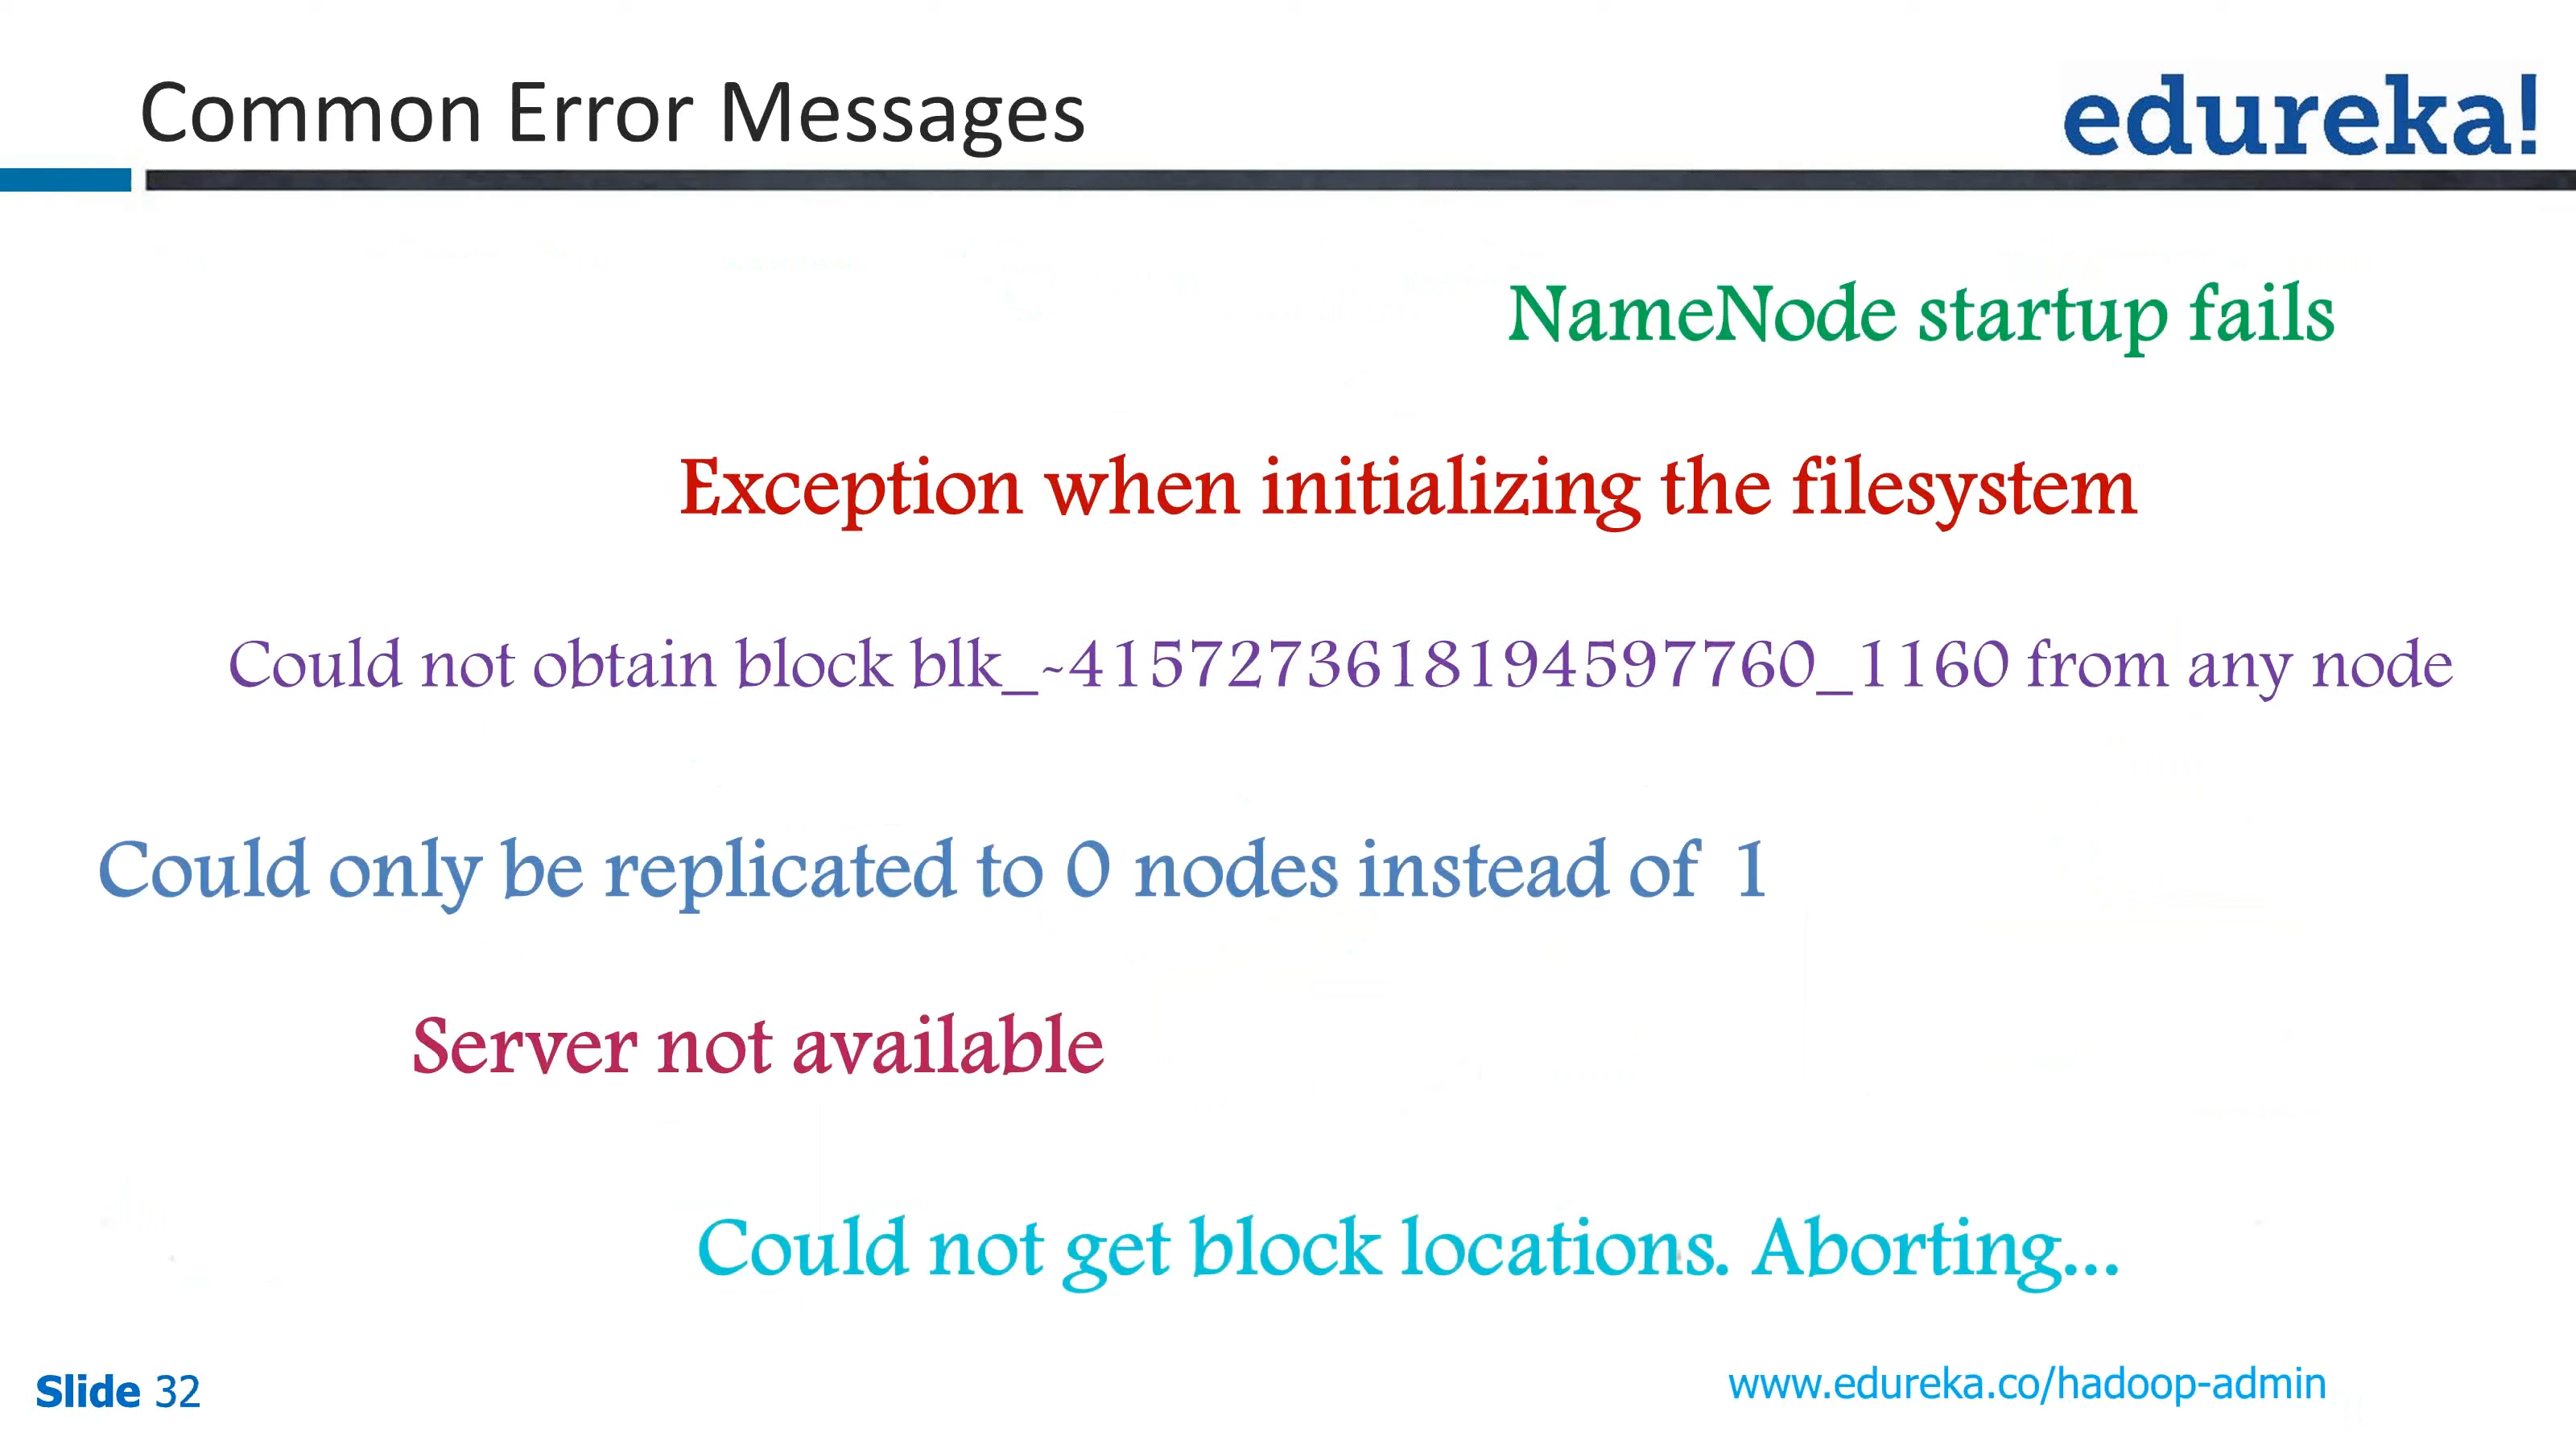 Common Error Messages
edureka!
NameNode startup fails
Exception when initializing the filesystem
Could not obtain block blk_-4157273618194597760_1160 from any node
Could only be replicated to 0 nodes instead of 1
Server not available
Could not get block locations. Aborting...
Slide 32
www.edureka.co/hadoop-admin